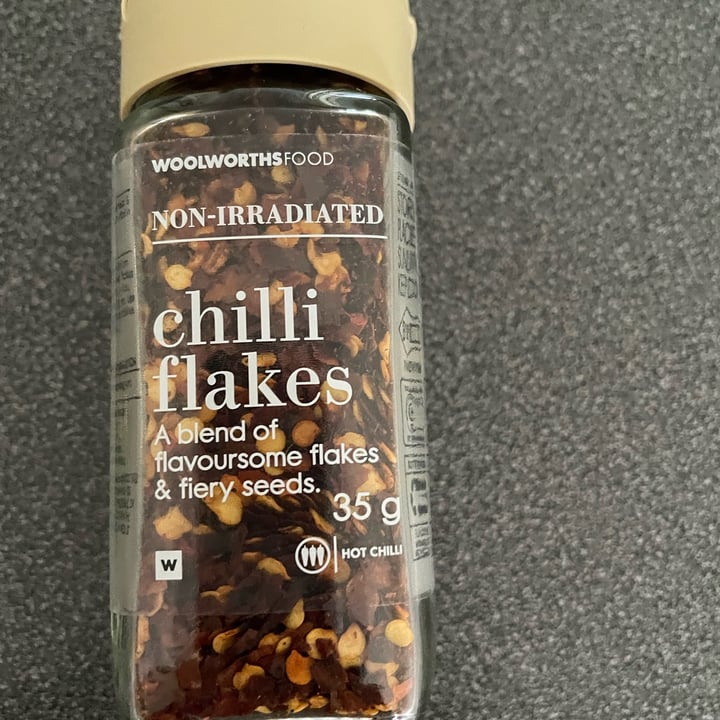 WOOLWORTHSFOOD
NON-IRRADIATED
chilli
flakes
A blend of
flavoursome flakes
& fiery seeds.
35 g
W
HOT CHILLI